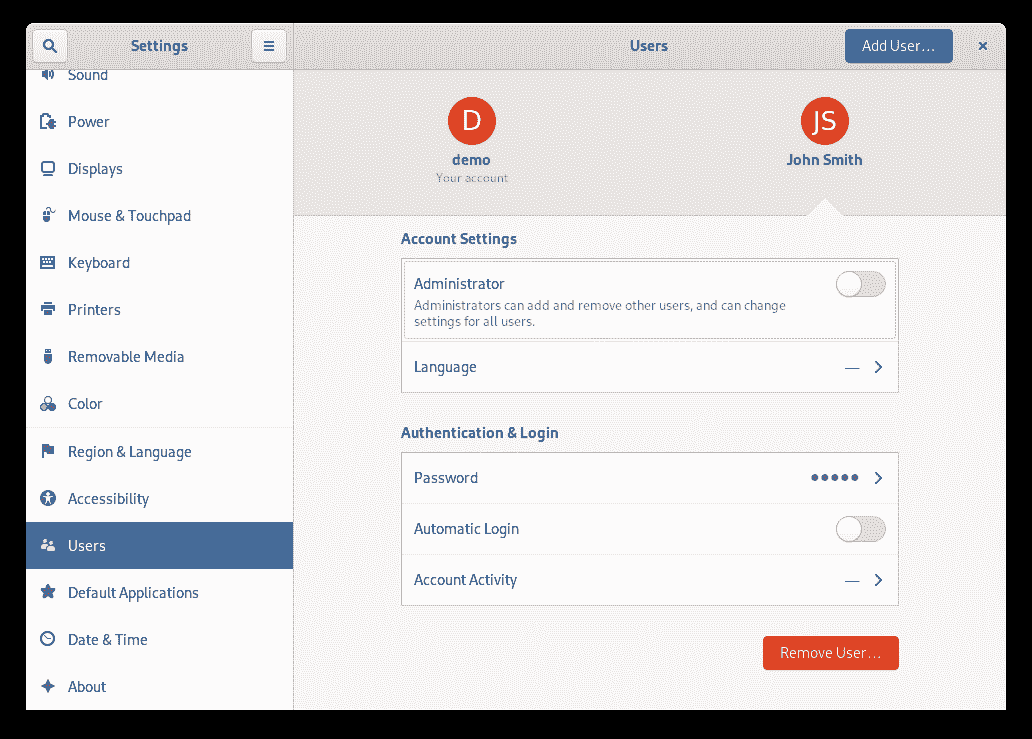 Settings
Users
Add User…
Sound
Power
Displays
Mouse & Touchpad
Keyboard
Printers
Removable Media
Color
Region & Language
Accessibility
Users
Default Applications
Date & Time
About
D
demo
Your account
JS
John Smith
Account Settings
Administrator
Administrators can add and remove other users, and can change
settings for all users.
Language —
Authentication & Login
Password ●●●●●
Automatic Login
Account Activity —
Remove User…